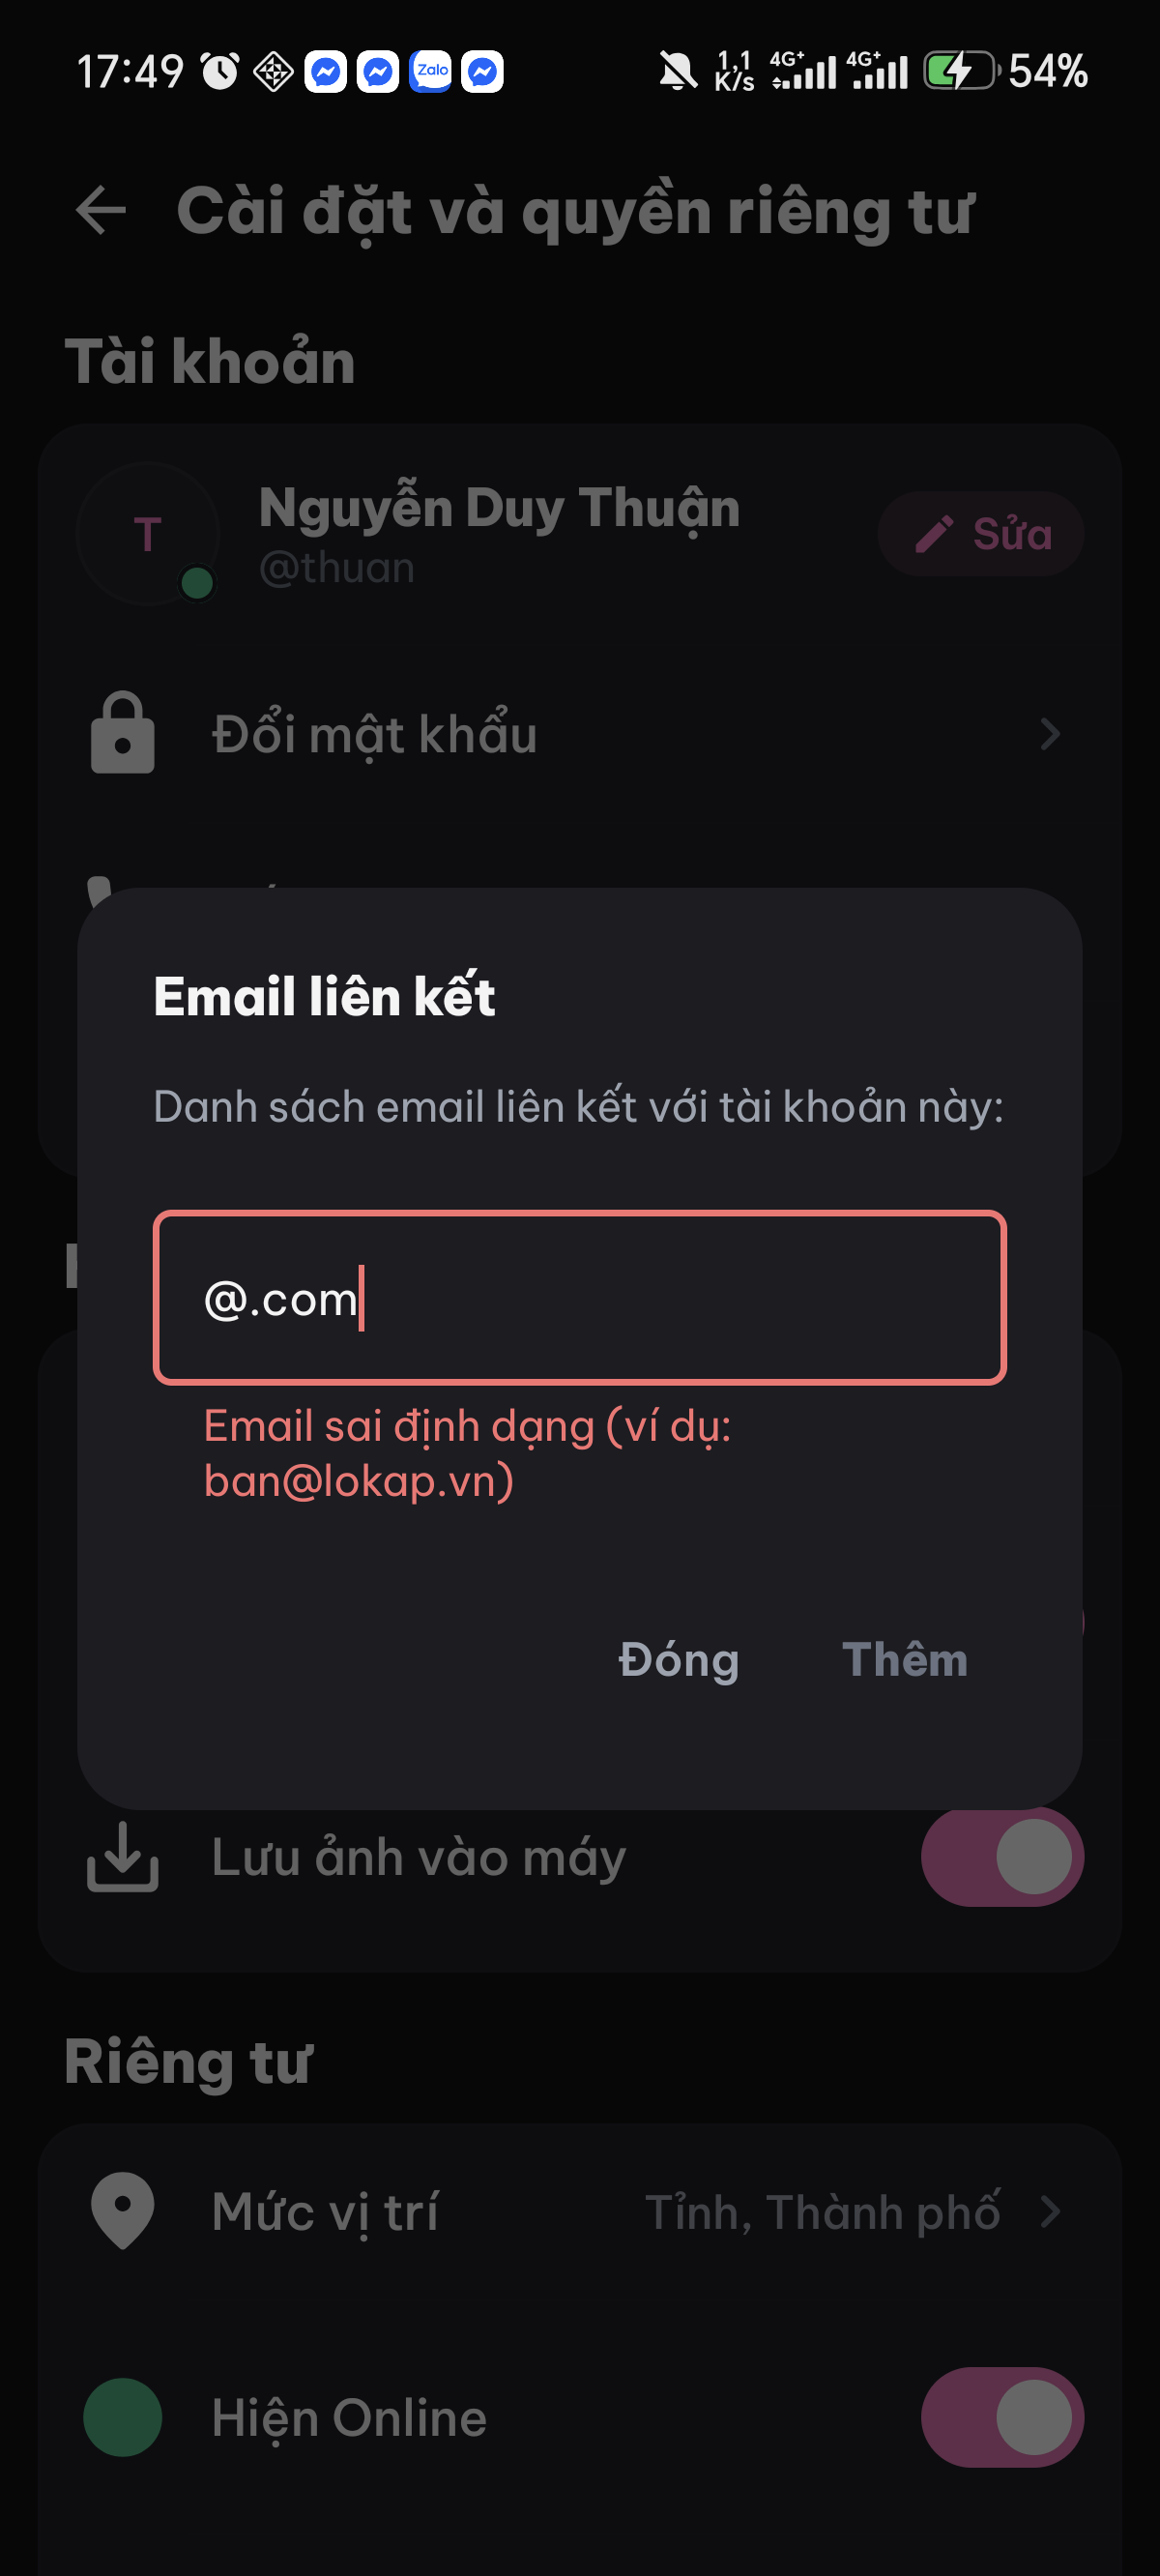 17:49
Zalo
1,1
K/s
4G+
4G+
54%
Cài đặt và quyền riêng tư
Tài khoản
T
Nguyễn Duy Thuận
@thuan
Sửa
Đổi mật khẩu
Email liên kết
Danh sách email liên kết với tài khoản này:
@.com
Email sai định dạng (ví dụ:
ban@lokap.vn)
Đóng
Thêm
Lưu ảnh vào máy
Riêng tư
Mức vị trí
Tỉnh, Thành phố
Hiện Online